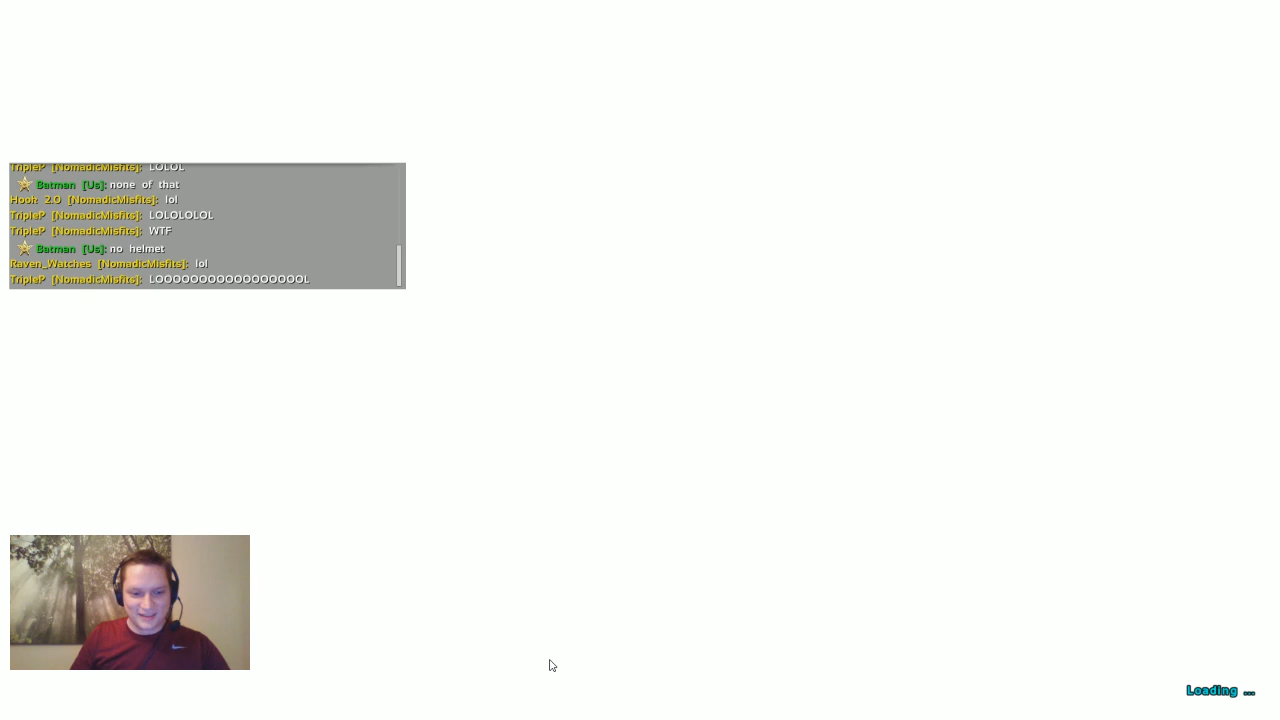 TripleP [NomadicMisfits]: LOLOL
Batman [Us]: none of that
Hook 2.0 [NomadicMisfits]: lol
TripleP [NomadicMisfits]: LOLOLOLOL
TripleP [NomadicMisfits]: WTF
Batman [Us]: no helmet
Raven_Watches [NomadicMisfits]: lol
TripleP [NomadicMisfits]: LOOOOOOOOOOOOOOOOOL
Loading ...